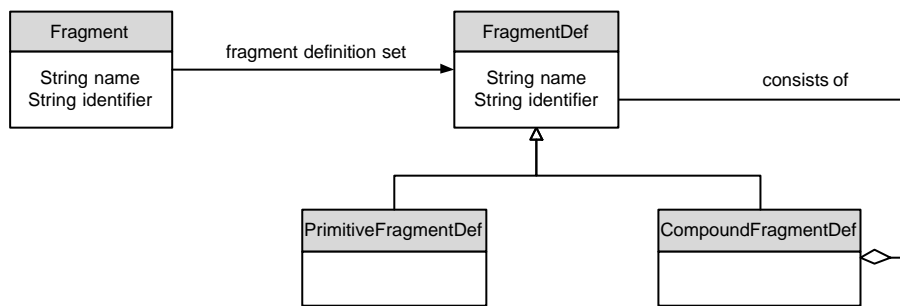 Fragment
String name
String identifier
fragment definition set
FragmentDef
String name
String identifier
consists of
PrimitiveFragmentDef
CompoundFragmentDef